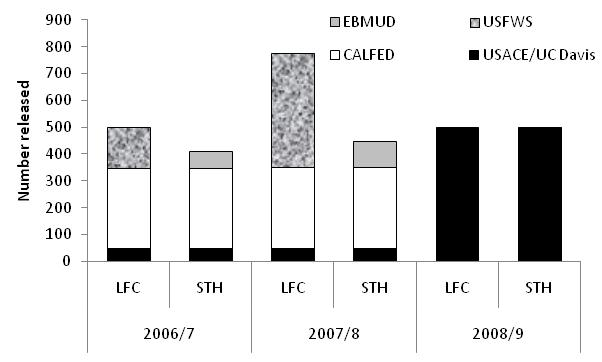 EBMUD USFWS
CALFED USACE/UC Davis
Number released
900
800
700
600
500
400
300
200
100
0
LFC STH LFC STH LFC STH
2006/7 2007/8 2008/9